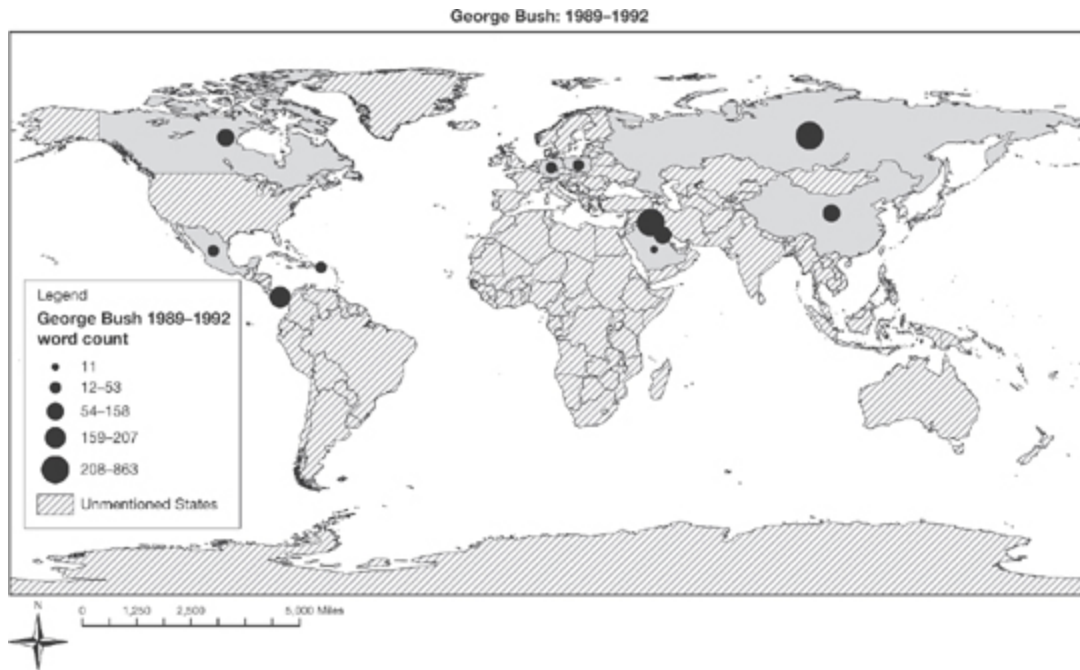 George Bush: 1989–1992
Legend
George Bush 1989–1992
word count
11
12–53
54–158
159–207
208–863
Unmentioned States
N
0 1,250 2,500 5,000 Miles